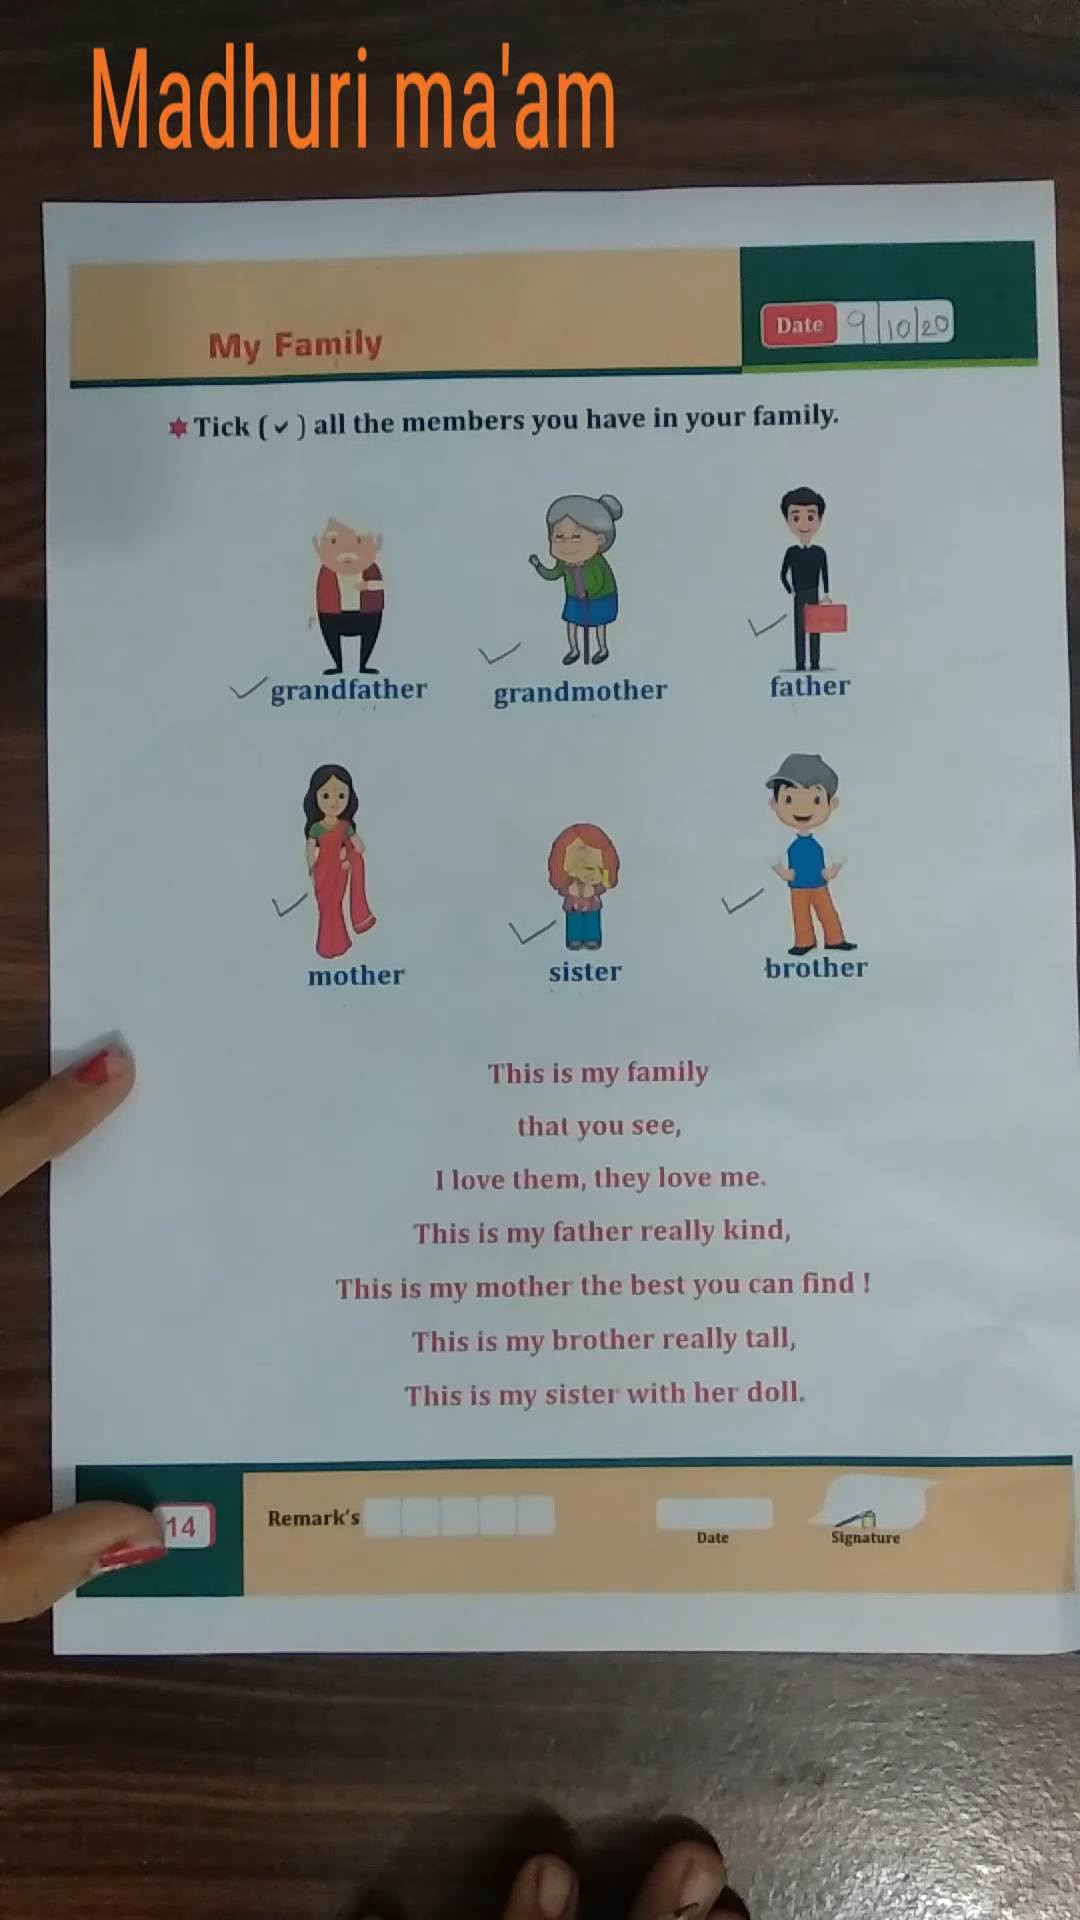 Madhuri ma'am
My Family
Date 9/10/20
Tick (✓) all the members you have in your family.
grandfather grandmother father
mother sister brother
This is my family
that you see,
I love them, they love me.
This is my father really kind,
This is my mother the best you can find !
This is my brother really tall,
This is my sister with her doll.
14
Remark's
Date
Signature